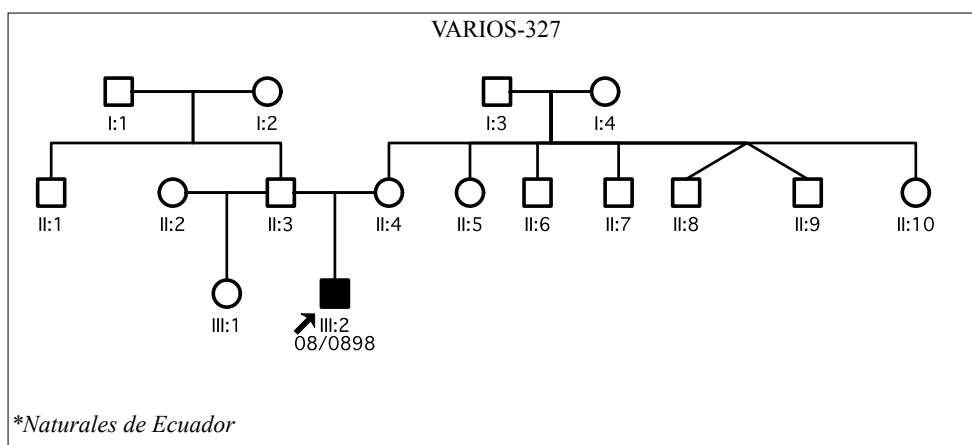 VARIOS-327
I:1 I:2 I:3 I:4
II:1 II:2 II:3 II:4 II:5 II:6 II:7 II:8 II:9 II:10
III:1 III:2
08/0898
*Naturales de Ecuador